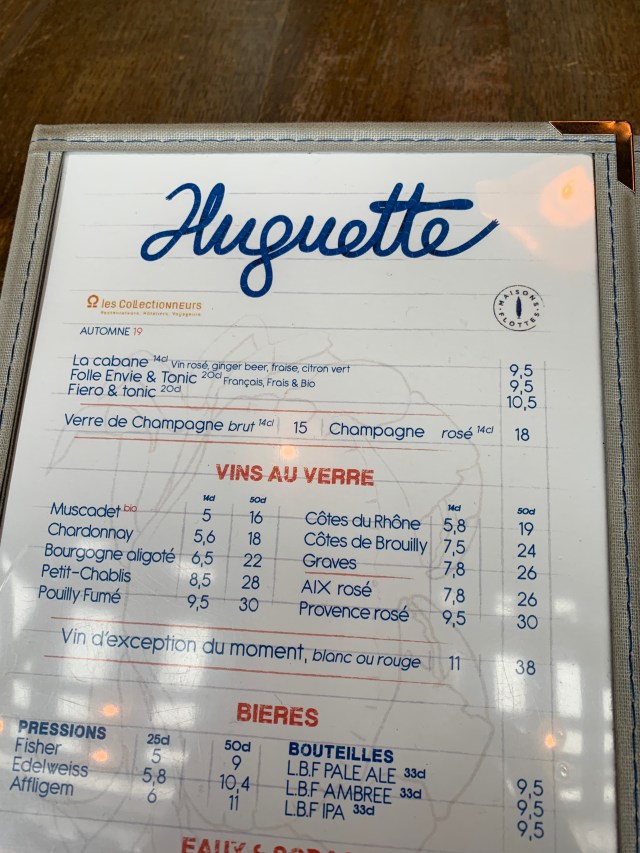 Huguette
les Collectionneurs
Restaurateurs. Hôteliers. Voyageurs.
MAISONS
LOTTES
AUTOMNE 19
La cabane 14cl Vin rosé, ginger beer, fraise, citron vert 9,5
Folle Envie & Tonic 20cl Français, Frais & Bio 9,5
Fiero & tonic 20cl 10,5
Verre de Champagne brut 14cl 15 Champagne rosé 14cl 18
VINS AU VERRE
14cl 50cl 14cl 50cl
Muscadet bio 5 16 Côtes du Rhône 5,8 19
Chardonnay 5,6 18 Côtes de Brouilly 7,5 24
Bourgogne aligoté 6,5 22 Graves 7,8 26
Petit-Chablis 8,5 28 AIX rosé 7,8 26
Pouilly Fumé 9,5 30 Provence rosé 9,5 30
Vin d'exception du moment, blanc ou rouge 11 38
BIERES
PRESSIONS 25cl 50cl BOUTEILLES
Fisher 5 9 L.B.F PALE ALE 33cl 9,5
Edelweiss 5,8 10,4 L.B.F AMBREE 33cl 9,5
Affligem 6 11 L.B.F IPA 33cl 9,5